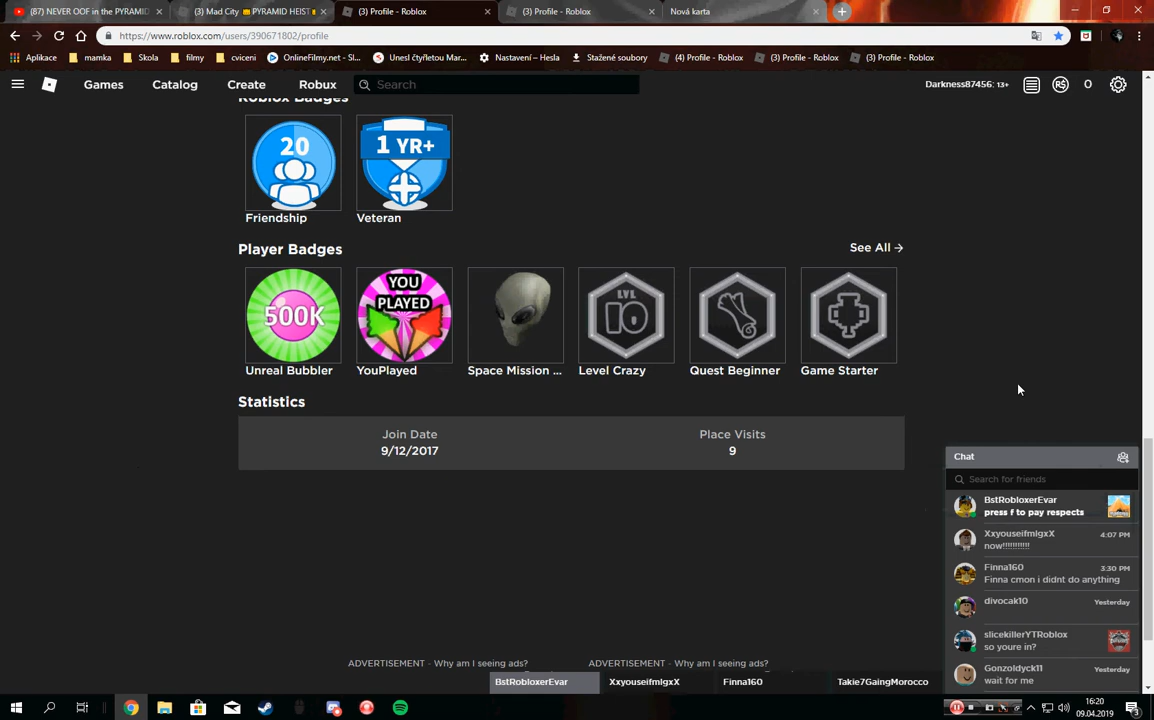 (87) NEVER OOF in the PYRAMID
(3) Mad City PYRAMID HEIST
(3) Profile - Roblox
(3) Profile - Roblox
Nová karta
https://www.roblox.com/users/390671802/profile
Aplikace
mamka
Skola
filmy
cviceni
OnlineFilmy.net - Sl...
Unesl čtyřletou Mar...
Nastavení – Hesla
Stažené soubory
(4) Profile - Roblox
(3) Profile - Roblox
(3) Profile - Roblox
Games
Catalog
Create
Robux
Search
Darkness87456: 13+
R$
0
Roblox Badges
20
1 YR+
Friendship
Veteran
Player Badges
See All
500K
YOU PLAYED
LVL 10
Unreal Bubbler
YouPlayed
Space Mission ...
Level Crazy
Quest Beginner
Game Starter
Statistics
Join Date
Place Visits
9/12/2017
9
Chat
Search for friends
BstRobloxerEvar
press f to pay respects
XxyouseifmlgxX
4:07 PM
now!!!!!!!!!!!
Finna160
3:30 PM
Finna cmon i didnt do anything
divocak10
Yesterday
slicekillerYTRoblox
so youre in?
Gonzoldyck11
Yesterday
wait for me
ADVERTISEMENT · Why am I seeing ads?
ADVERTISEMENT · Why am I seeing ads?
BstRobloxerEvar
XxyouseifmlgxX
Finna160
Takie7GaingMorocco
16:20
09.04.2019
3